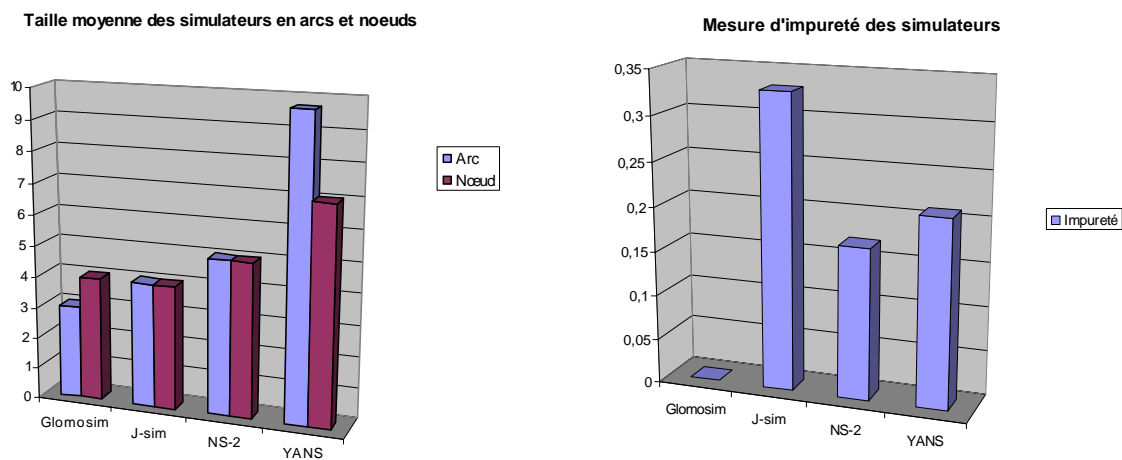 Taille moyenne des simulateurs en arcs et noeuds
10
9
8
7
6
5
4
3
2
1
0
Glomosim
J-sim
NS-2
YANS
Arc
Nœud
Mesure d'impureté des simulateurs
0,35
0,3
0,25
0,2
0,15
0,1
0,05
0
Glomosim
J-sim
NS-2
YANS
Impureté